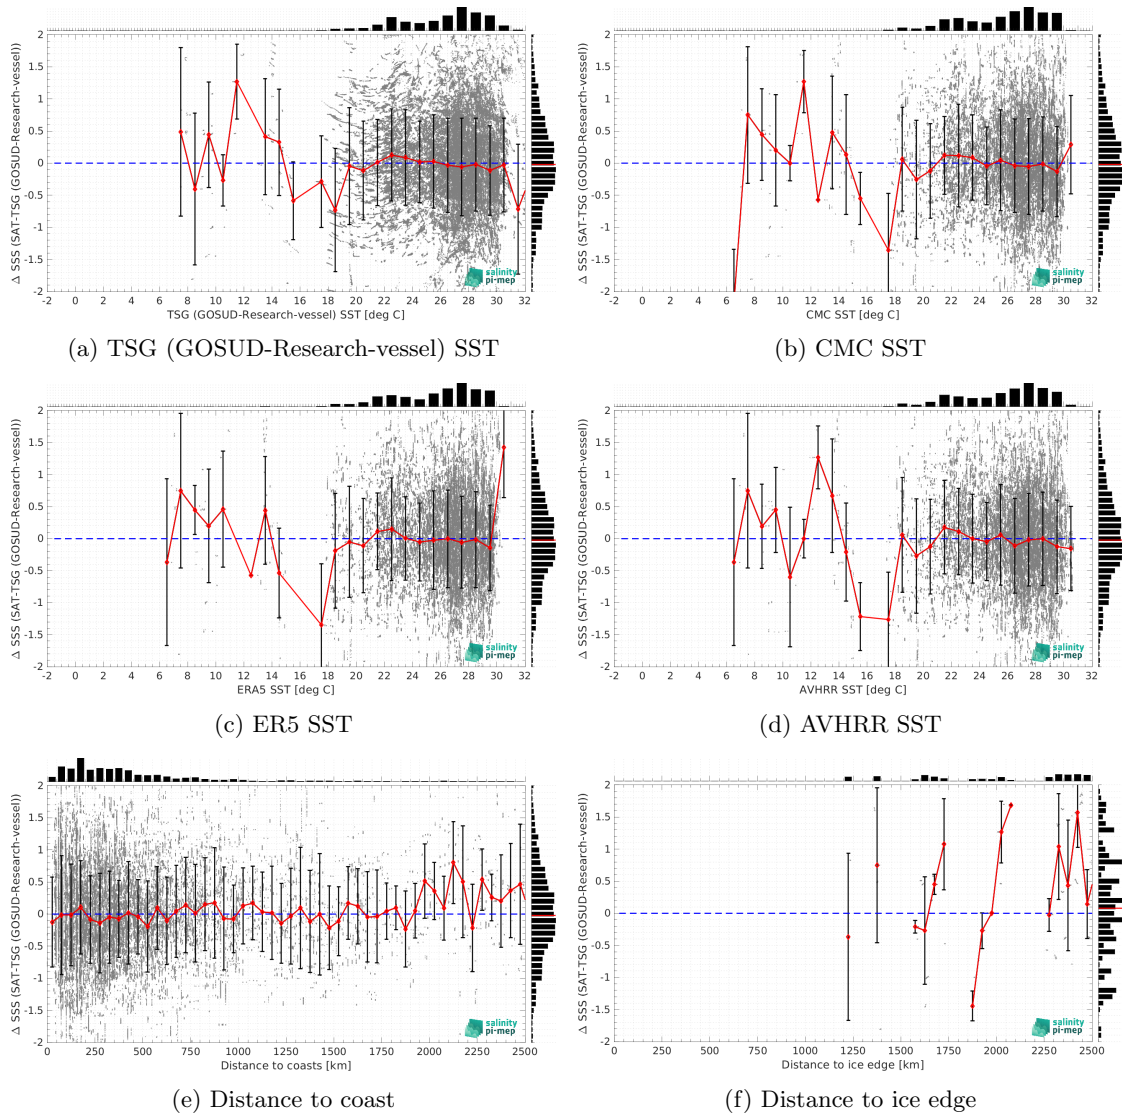 2
1.5
1
0.5
0
-0.5
-1
-1.5
-2
Δ SSS (SAT-TSG (GOSUD-Research-vessel))
-2 0 2 4 6 8 10 12 14 16 18 20 22 24 26 28 30 32
TSG (GOSUD-Research-vessel) SST [deg C]
salinity
pi-mep
(a) TSG (GOSUD-Research-vessel) SST
2
1.5
1
0.5
0
-0.5
-1
-1.5
-2
Δ SSS (SAT-TSG (GOSUD-Research-vessel))
-2 0 2 4 6 8 10 12 14 16 18 20 22 24 26 28 30 32
CMC SST [deg C]
salinity
pi-mep
(b) CMC SST
2
1.5
1
0.5
0
-0.5
-1
-1.5
-2
Δ SSS (SAT-TSG (GOSUD-Research-vessel))
-2 0 2 4 6 8 10 12 14 16 18 20 22 24 26 28 30 32
ERA5 SST [deg C]
salinity
pi-mep
(c) ER5 SST
2
1.5
1
0.5
0
-0.5
-1
-1.5
-2
Δ SSS (SAT-TSG (GOSUD-Research-vessel))
-2 0 2 4 6 8 10 12 14 16 18 20 22 24 26 28 30 32
AVHRR SST [deg C]
salinity
pi-mep
(d) AVHRR SST
2
1.5
1
0.5
0
-0.5
-1
-1.5
-2
Δ SSS (SAT-TSG (GOSUD-Research-vessel))
0 250 500 750 1000 1250 1500 1750 2000 2250 2500
Distance to coasts [km]
salinity
pi-mep
(e) Distance to coast
2
1.5
1
0.5
0
-0.5
-1
-1.5
-2
Δ SSS (SAT-TSG (GOSUD-Research-vessel))
0 250 500 750 1000 1250 1500 1750 2000 2250 2500
Distance to ice edge [km]
salinity
pi-mep
(f) Distance to ice edge